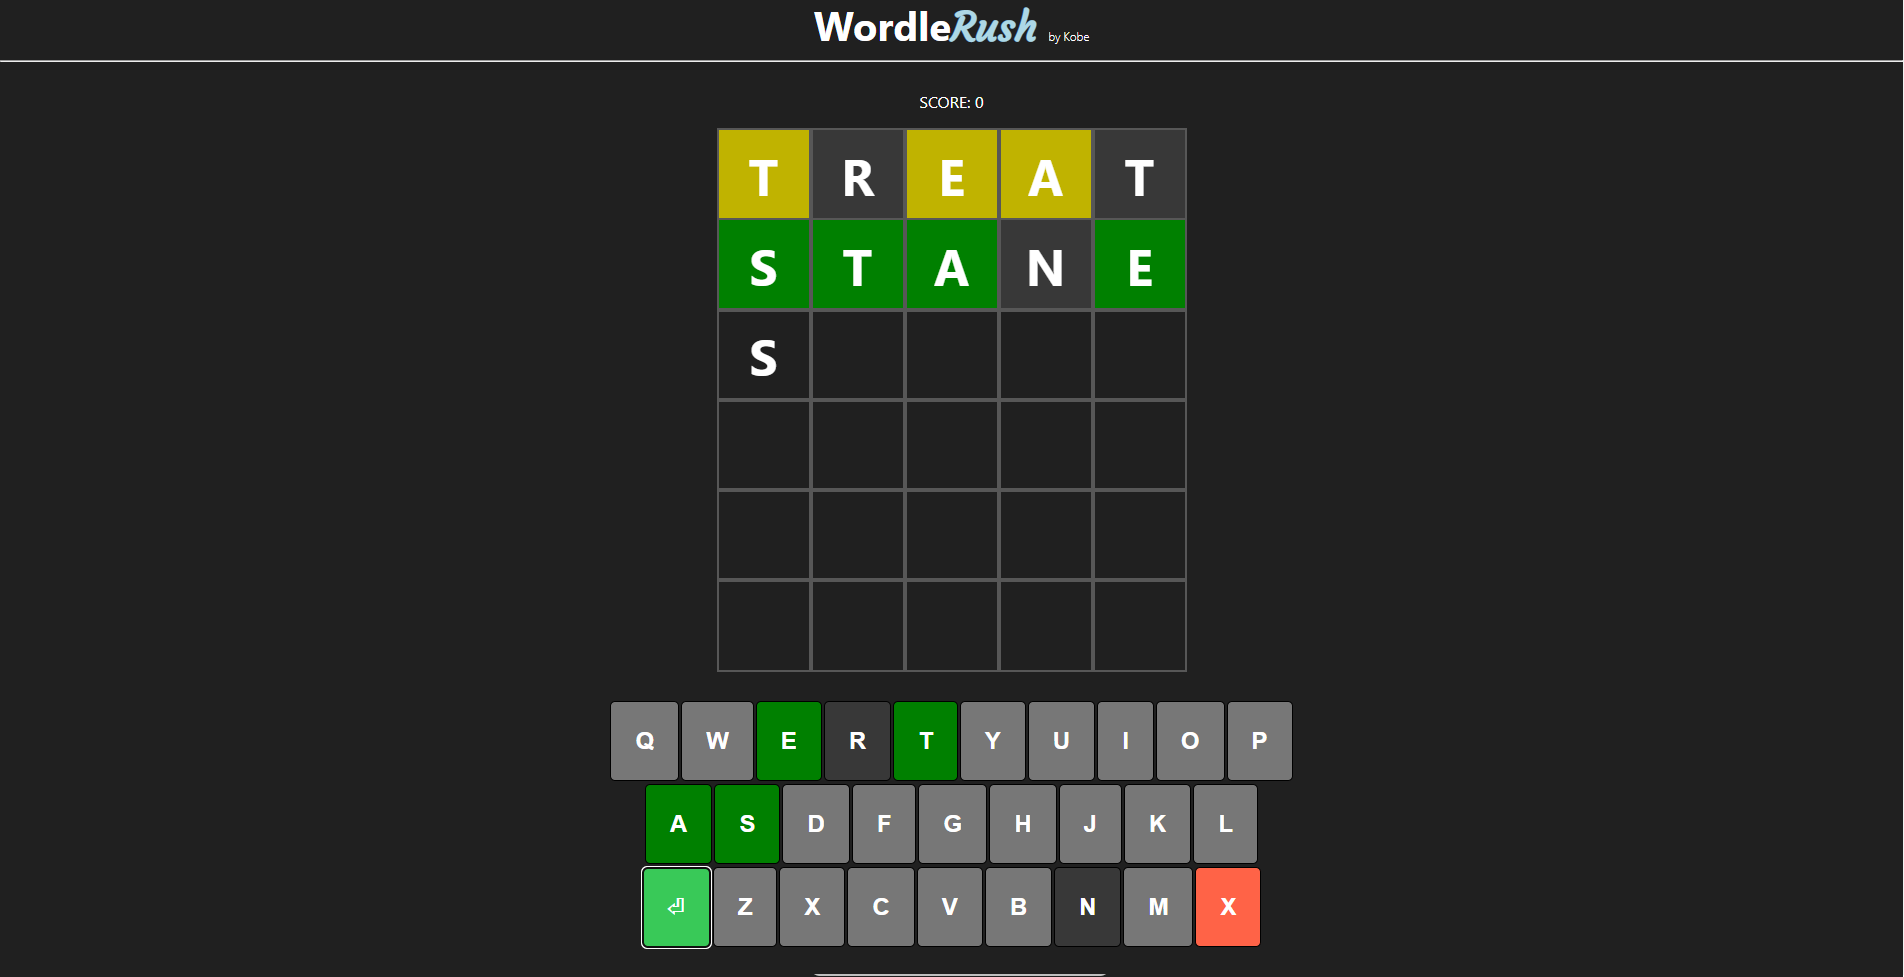 WordleRush by Kobe
SCORE: 0
T R E A T
S T A N E
S
Q W E R T Y U I O P
A S D F G H J K L
⏎ Z X C V B N M X